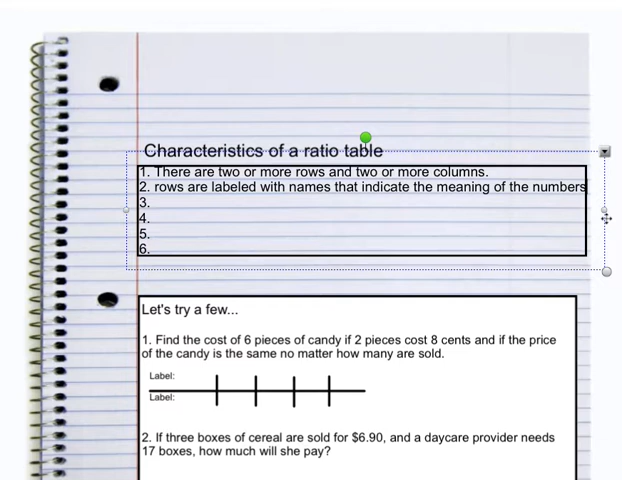 Characteristics of a ratio table
1. There are two or more rows and two or more columns.
2. rows are labeled with names that indicate the meaning of the numbers
3.
4.
5.
6.
Let's try a few...
1. Find the cost of 6 pieces of candy if 2 pieces cost 8 cents and if the price
of the candy is the same no matter how many are sold.
Label:
Label:
2. If three boxes of cereal are sold for $6.90, and a daycare provider needs
17 boxes, how much will she pay?